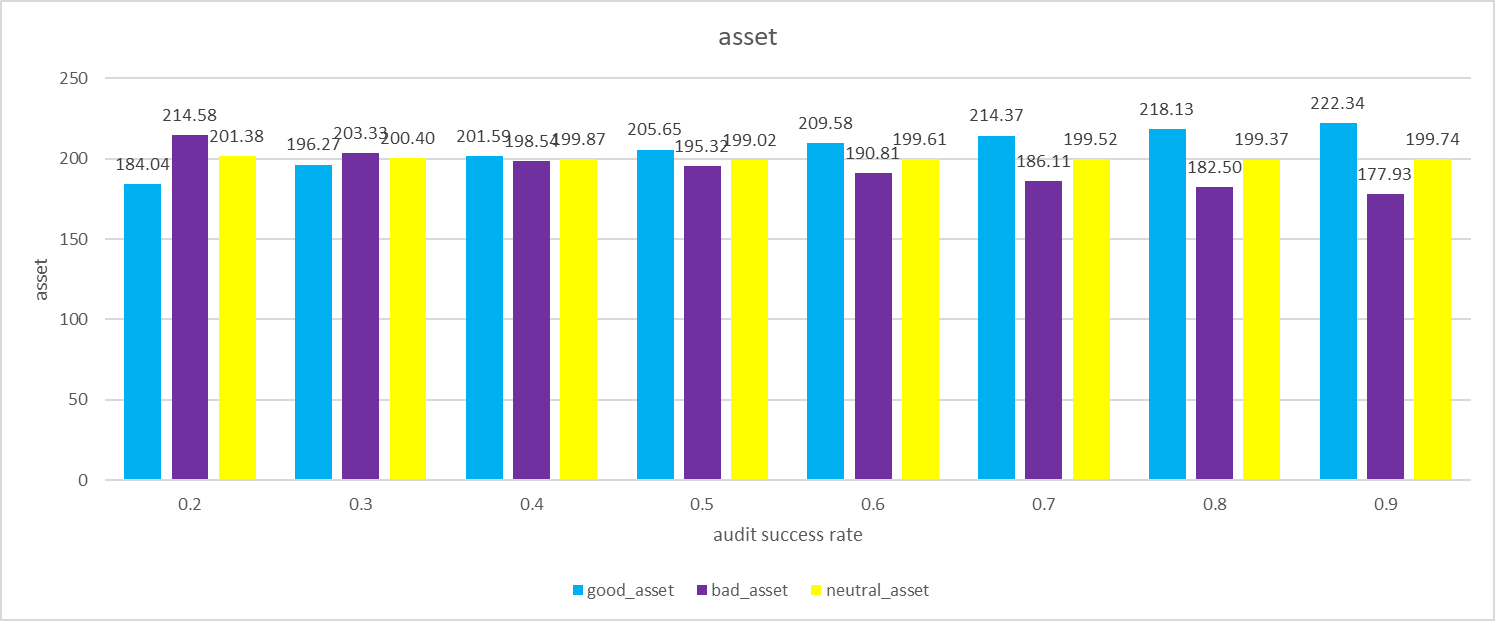 asset
250
200
150
100
50
0
asset
184.04 214.58 201.38
196.27 203.33 200.40
201.59 198.54 199.87
205.65 195.32 199.02
209.58 190.81 199.61
214.37 186.11 199.52
218.13 182.50 199.37
222.34 177.93 199.74
0.2 0.3 0.4 0.5 0.6 0.7 0.8 0.9
audit success rate
good_asset bad_asset neutral_asset